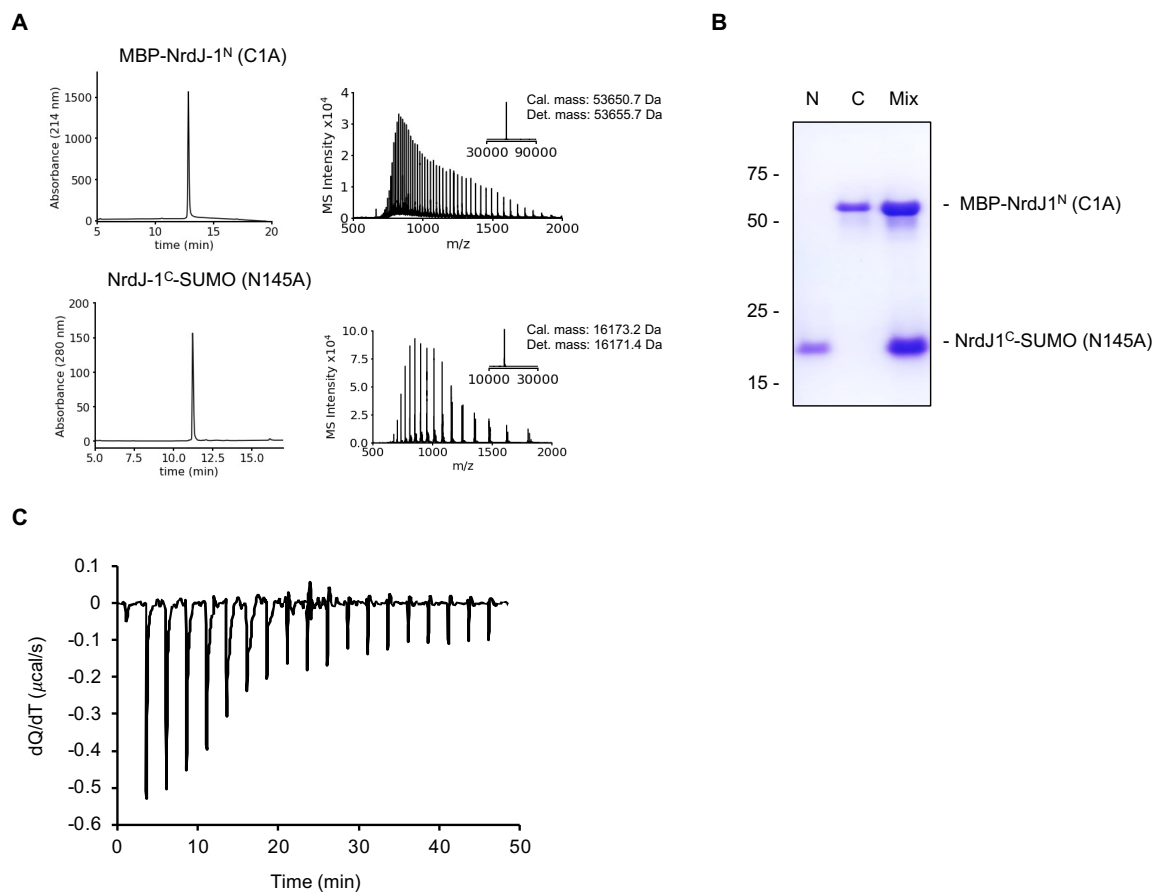 A
MBP-NrdJ-1ᴺ (C1A)
Absorbance (214 nm)
1500
1000
500
0
5 10 15 20
time (min)
MS Intensity x10⁴
4
3
2
1
0
500 1000 1500 2000
m/z
Cal. mass: 53650.7 Da
Det. mass: 53655.7 Da
30000 90000
NrdJ-1ᶜ-SUMO (N145A)
Absorbance (280 nm)
200
150
100
50
0
5.0 7.5 10.0 12.5 15.0
time (min)
MS Intensity x10⁴
10.0
7.5
5.0
2.5
0.0
500 1000 1500 2000
m/z
Cal. mass: 16173.2 Da
Det. mass: 16171.4 Da
10000 30000
B
N C Mix
75 -
50 -
25 -
15 -
- MBP-NrdJ1ᴺ (C1A)
- NrdJ1ᶜ-SUMO (N145A)
C
dQ/dT (µcal/s)
0.1
0
-0.1
-0.2
-0.3
-0.4
-0.5
-0.6
0 10 20 30 40 50
Time (min)